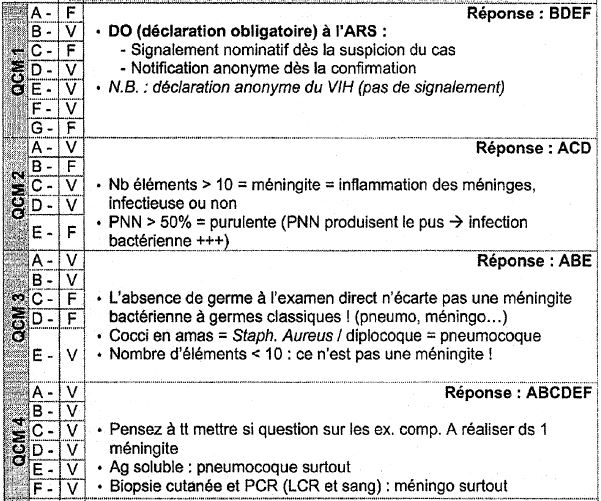 QCM 1
A - F Réponse : BDEF
B - V • DO (déclaration obligatoire) à l'ARS :
C - F - Signalement nominatif dès la suspicion du cas
D - V - Notification anonyme dès la confirmation
E - V • N.B. : déclaration anonyme du VIH (pas de signalement)
F - V
G - F
QCM 2
A - V Réponse : ACD
B - F
C - V • Nb éléments > 10 = méningite = inflammation des méninges,
D - V infectieuse ou non
E - F • PNN > 50% = purulente (PNN produisent le pus → infection
bactérienne +++)
QCM 3
A - V Réponse : ABE
B - V
C - F • L'absence de germe à l'examen direct n'écarte pas une méningite
D - F bactérienne à germes classiques ! (pneumo, méningo...)
• Cocci en amas = Staph. Aureus / diplocoque = pneumocoque
E - V • Nombre d'éléments < 10 : ce n'est pas une méningite !
QCM 4
A - V Réponse : ABCDEF
B - V
C - V • Pensez à tt mettre si question sur les ex. comp. A réaliser ds 1
D - V méningite
E - V • Ag soluble : pneumocoque surtout
F - V • Biopsie cutanée et PCR (LCR et sang) : méningo surtout